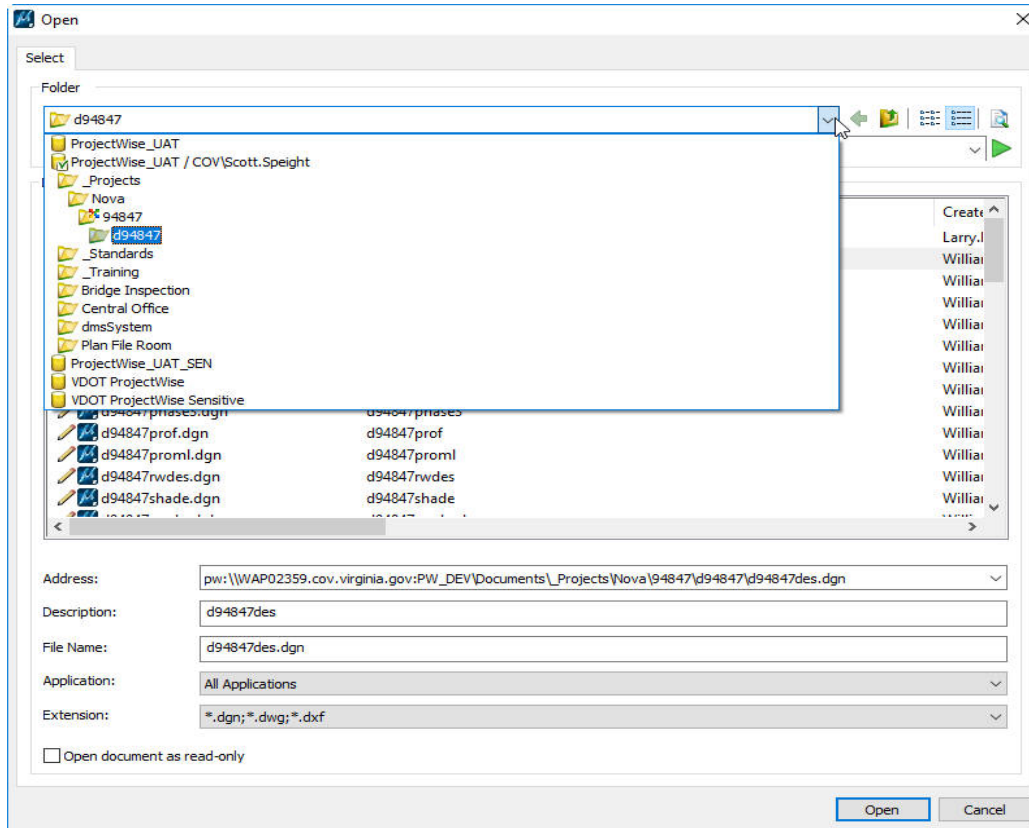 Open
Select
Folder
d94847
ProjectWise_UAT
ProjectWise_UAT / COV\Scott.Speight
_Projects
Nova
94847
d94847
_Standards
_Training
Bridge Inspection
Central Office
dmsSystem
Plan File Room
ProjectWise_UAT_SEN
VDOT ProjectWise
VDOT ProjectWise Sensitive
Create
Larry.
Willia
Willia
Willia
Willia
Willia
Willia
Willia
d94847phase5.dgn d94847phase5 Willia
d94847prof.dgn d94847prof Willia
d94847proml.dgn d94847proml Willia
d94847rwdes.dgn d94847rwdes Willia
d94847shade.dgn d94847shade Willia
Address: pw:\\WAP02359.cov.virginia.gov:PW_DEV\Documents\_Projects\Nova\94847\d94847\d94847des.dgn
Description: d94847des
File Name: d94847des.dgn
Application: All Applications
Extension: *.dgn;*.dwg;*.dxf
Open document as read-only
Open Cancel